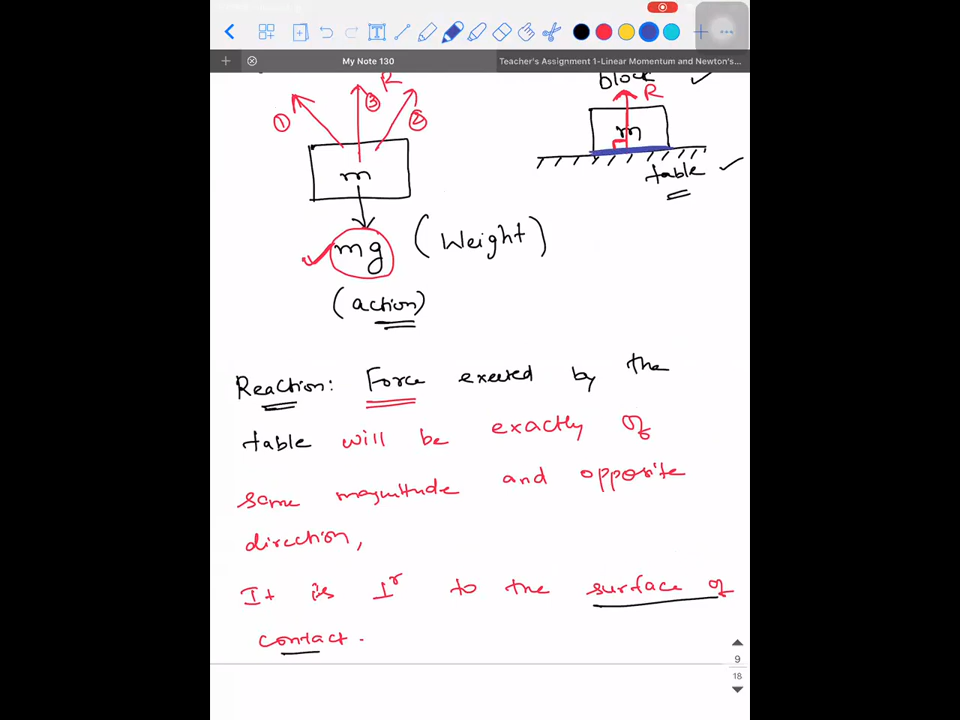 My Note 130
Teacher's Assignment 1-Linear Momentum and Newton's...
block
R
R
① ③ ②
m
m
table
mg (Weight)
(action)
Reaction: Force exerted by the
table will be exactly of
same magnitude and opposite
direction,
It is ⊥r to the surface of
contact.
9
18